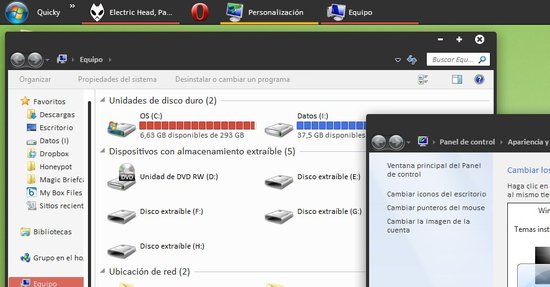 Quicky
»
Electric Head, Pa...
Personalización
Equipo
Equipo
Buscar Equ...
Organizar
Propiedades del sistema
Desinstalar o cambiar un programa
Favoritos
Descargas
Escritorio
Datos (I)
Dropbox
Honeypot
Magic Briefca
My Box Files
Sitios recient
Bibliotecas
Grupo en el ho
Equipo
Unidades de disco duro (2)
OS (C:)
6,63 GB disponibles de 293 GB
Datos (I:)
37,5 GB disponibles d
Dispositivos con almacenamiento extraíble (5)
DVD
Unidad de DVD RW (D:)
Disco extraíble (E:)
Disco extraíble (F:)
Disco extraíble (G:)
Disco extraíble (H:)
Ubicación de red (2)
Panel de control
Apariencia y
Ventana principal del Panel
de control
Cambiar iconos del escritorio
Cambiar punteros del mouse
Cambiar la imagen de la
cuenta
Cambiar los
Haga clic en
al mismo tie
Win
Temas inst